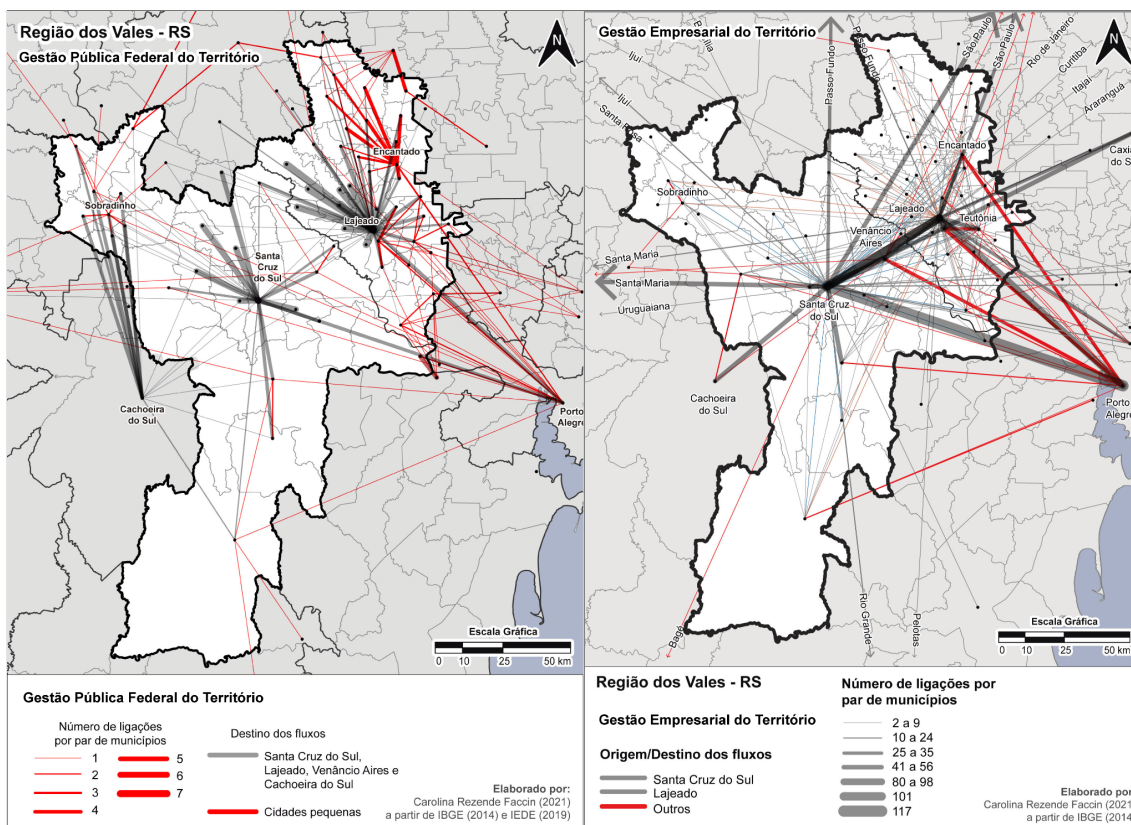 Região dos Vales - RS
Gestão Pública Federal do Território
N
Encantado
Sobradinho
Lajeado
Santa
Cruz
do Sul
Cachoeira
do Sul
Porto
Alegre
Escala Gráfica
0 10 25 50 km
Gestão Pública Federal do Território
Número de ligações
por par de municípios
1
2
3
4
5
6
7
Destino dos fluxos
Santa Cruz do Sul,
Lajeado, Venâncio Aires e
Cachoeira do Sul
Cidades pequenas
Elaborado por:
Carolina Rezende Faccin (2021)
a partir de IBGE (2014) e IEDE (2019)
Gestão Empresarial do Território
N
Brasília
Ijuí
Ijuí
Santa Rosa
Passo Fundo
Passo Fundo
São Paulo
São Paulo
Rio de Janeiro
Curitiba
Itajaí
Araranguá
Caxia
do S
Encantado
Sobradinho
Lajeado
Teutônia
Venâncio
Aires
Santa Maria
Santa Maria
Uruguaiana
Santa Cruz
do Sul
Cachoeira
do Sul
Porto
Alegre
Bagé
Rio Grande
Pelotas
Escala Gráfica
0 10 25 50 km
Região dos Vales - RS
Gestão Empresarial do Território
Origem/Destino dos fluxos
Santa Cruz do Sul
Lajeado
Outros
Número de ligações por
par de municípios
2 a 9
10 a 24
25 a 35
41 a 56
80 a 98
101
117
Elaborado por
Carolina Rezende Faccin (2021
a partir de IBGE (2014